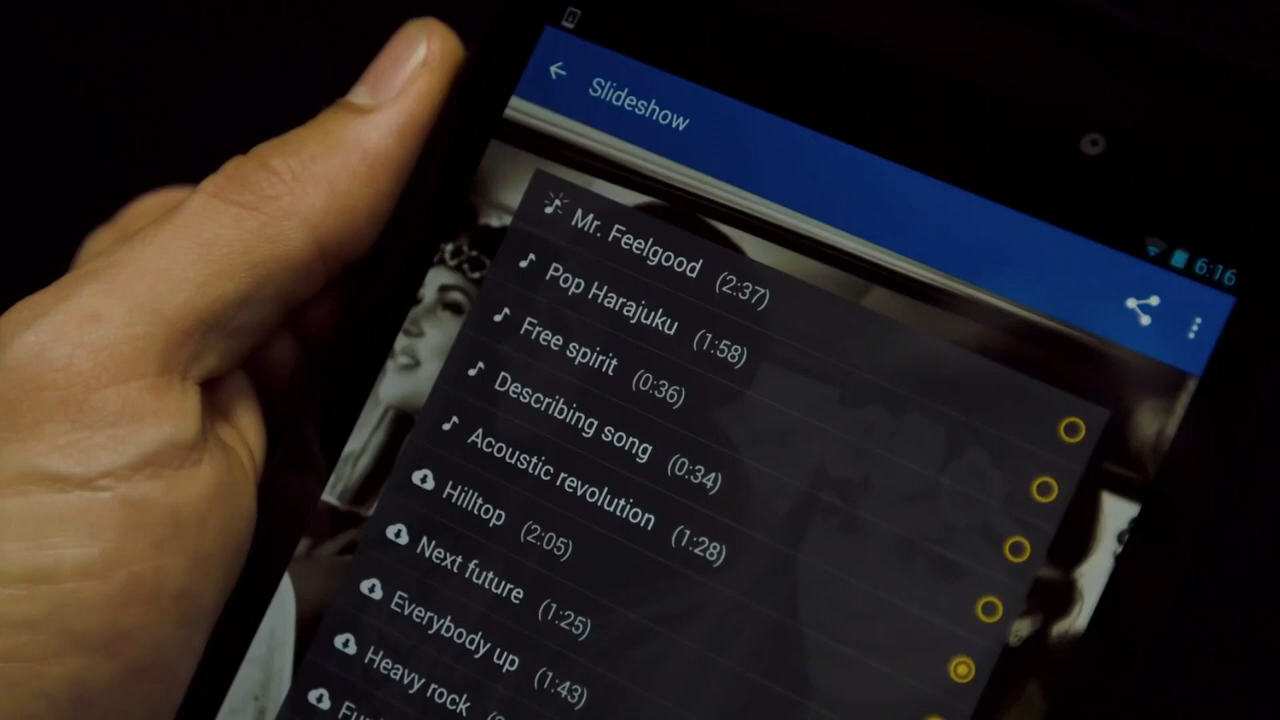 Slideshow
6:16
Mr. Feelgood (2:37)
Pop Harajuku (1:58)
Free spirit (0:36)
Describing song (0:34)
Acoustic revolution (1:28)
Hilltop (2:05)
Next future (1:25)
Everybody up (1:43)
Heavy rock